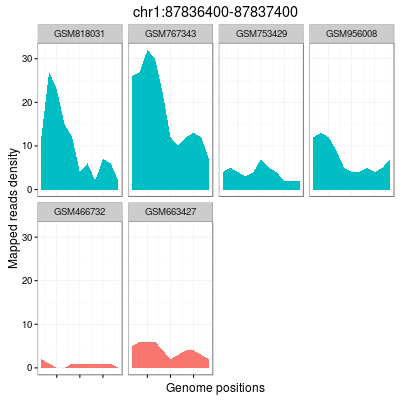 chr1:87836400-87837400
GSM818031 GSM767343 GSM753429 GSM956008
30
20
10
0
Mapped reads density
GSM466732 GSM663427
30
20
10
0
Genome positions